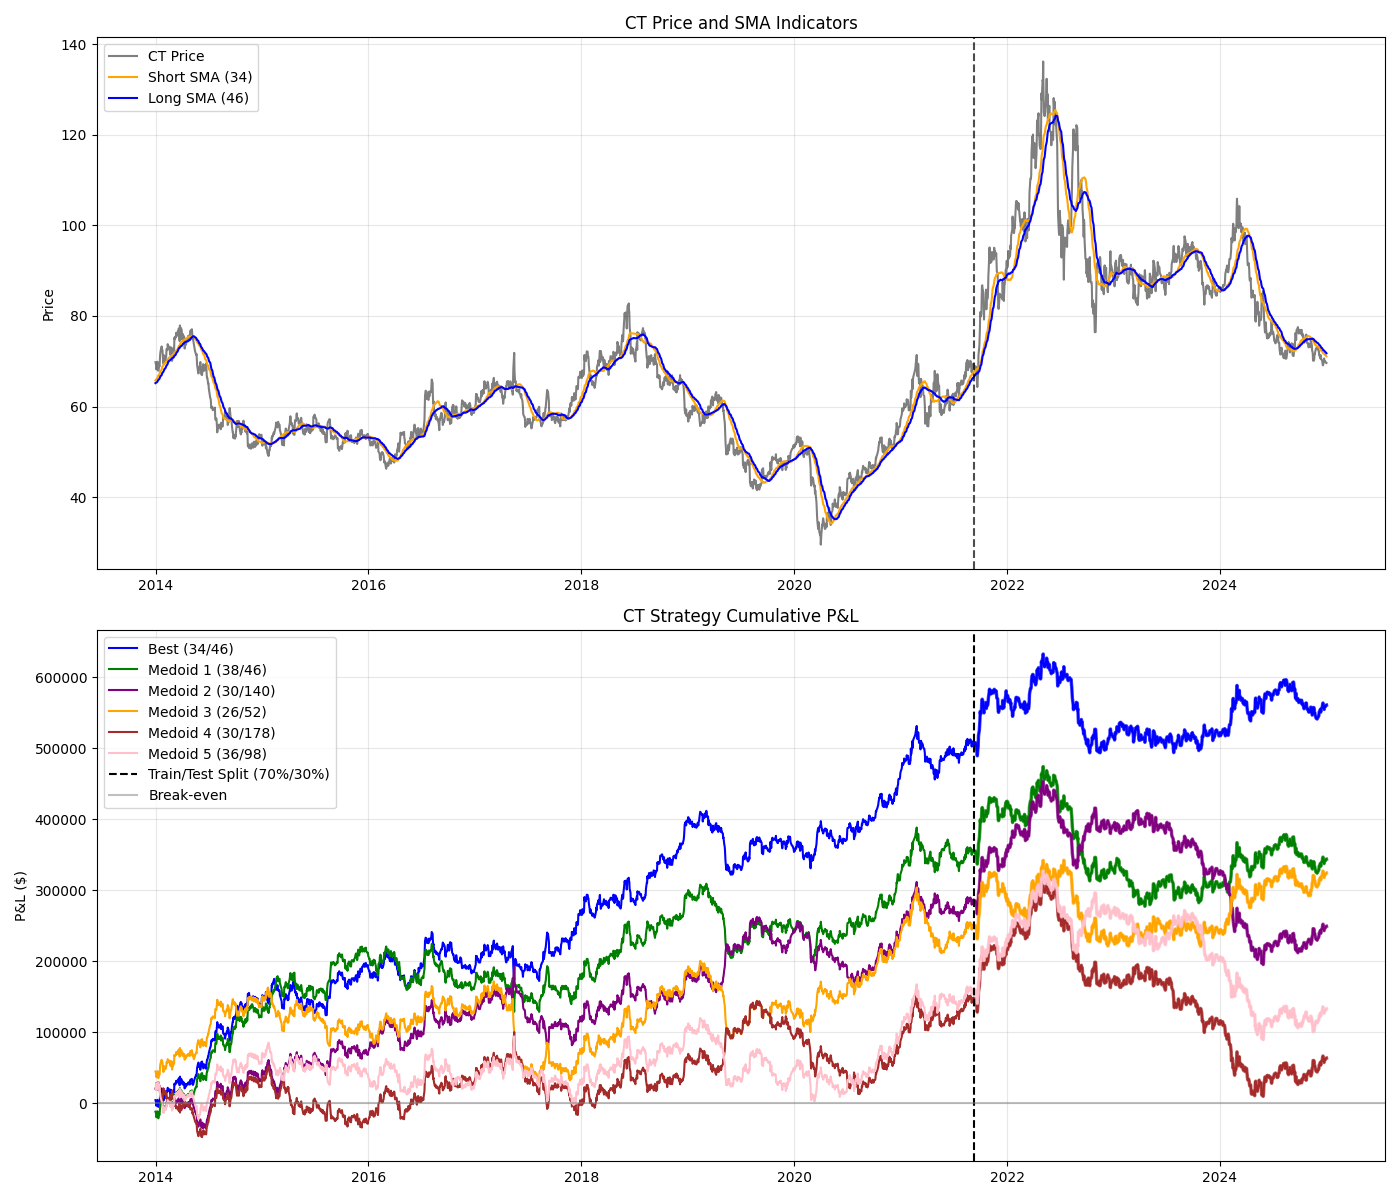 CT Price and SMA Indicators
CT Price
Short SMA (34)
Long SMA (46)
Price
140
120
100
80
60
40
2014
2016
2018
2020
2022
2024
CT Strategy Cumulative P&L
Best (34/46)
Medoid 1 (38/46)
Medoid 2 (30/140)
Medoid 3 (26/52)
Medoid 4 (30/178)
Medoid 5 (36/98)
Train/Test Split (70%/30%)
Break-even
P&L ($)
600000
500000
400000
300000
200000
100000
0
2014
2016
2018
2020
2022
2024